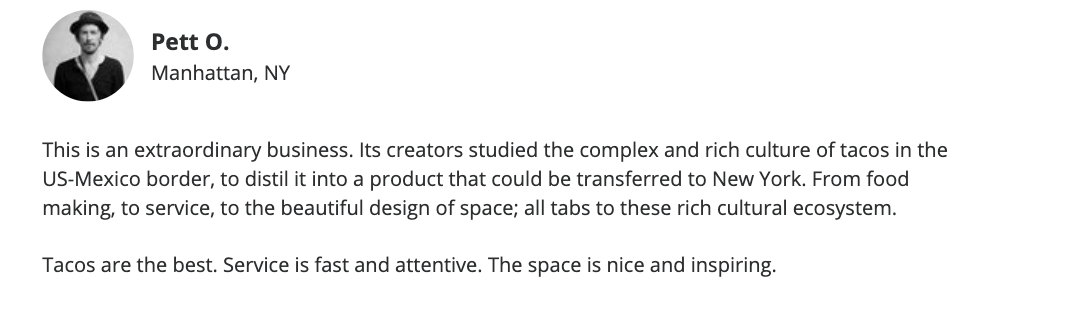 Pett O.
Manhattan, NY
This is an extraordinary business. Its creators studied the complex and rich culture of tacos in the
US-Mexico border, to distil it into a product that could be transferred to New York. From food
making, to service, to the beautiful design of space; all tabs to these rich cultural ecosystem.
Tacos are the best. Service is fast and attentive. The space is nice and inspiring.